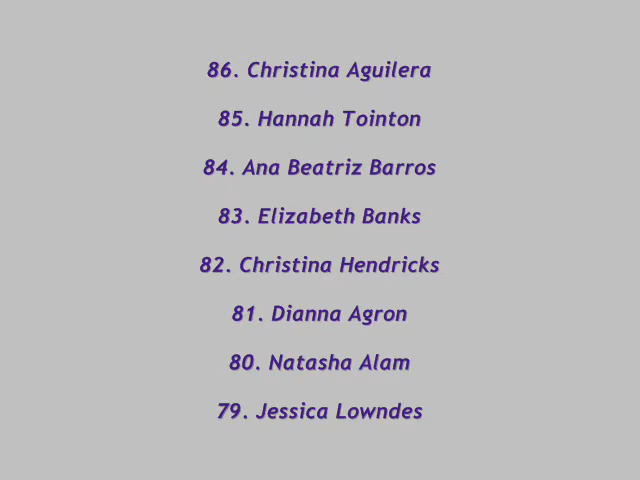 86. Christina Aguilera
85. Hannah Tointon
84. Ana Beatriz Barros
83. Elizabeth Banks
82. Christina Hendricks
81. Dianna Agron
80. Natasha Alam
79. Jessica Lowndes